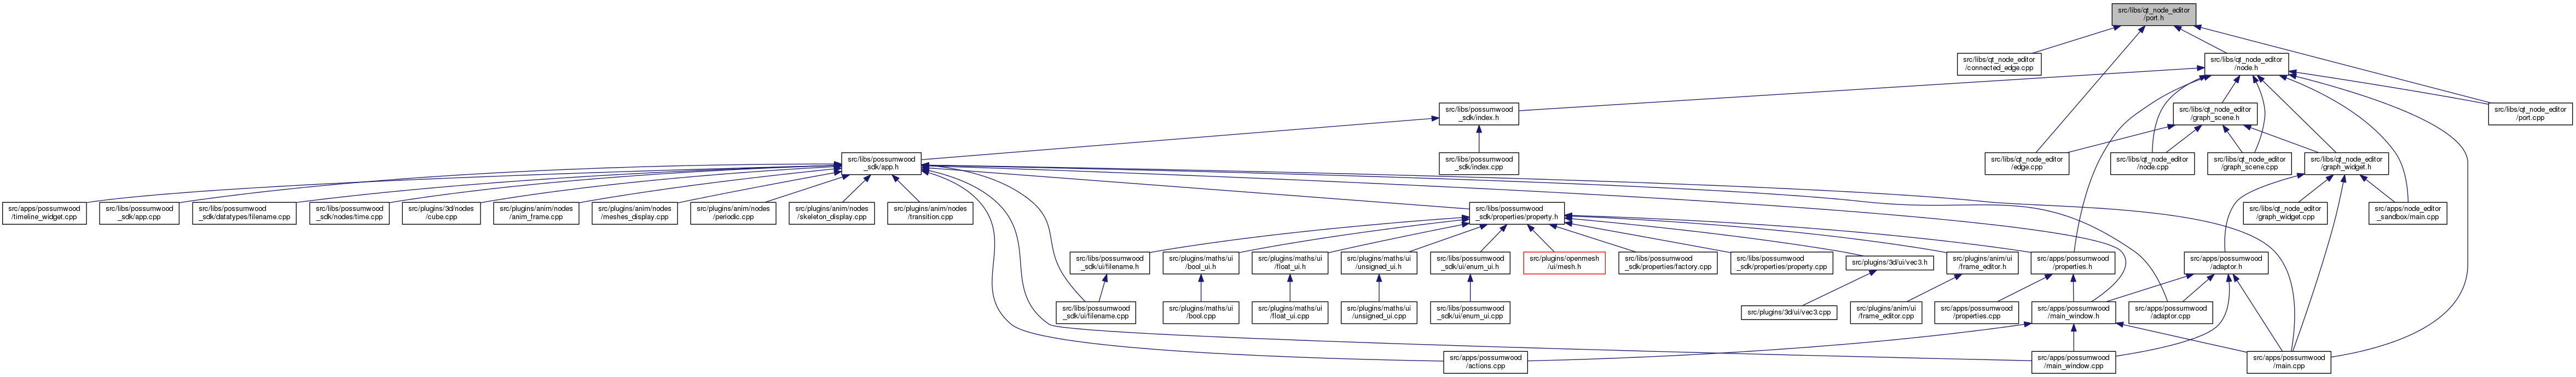 src/libs/qt_node_editor
/port.h
src/libs/qt_node_editor
/connected_edge.cpp
src/libs/qt_node_editor
/node.h
src/libs/possumwood
_sdk/index.h
src/libs/qt_node_editor
/graph_scene.h
src/libs/qt_node_editor
/port.cpp
src/libs/possumwood
_sdk/app.h
src/libs/possumwood
_sdk/index.cpp
src/libs/qt_node_editor
/edge.cpp
src/libs/qt_node_editor
/node.cpp
src/libs/qt_node_editor
/graph_scene.cpp
src/libs/qt_node_editor
/graph_widget.h
src/apps/possumwood
/timeline_widget.cpp
src/libs/possumwood
_sdk/app.cpp
src/libs/possumwood
_sdk/datatypes/filename.cpp
src/libs/possumwood
_sdk/nodes/time.cpp
src/plugins/3d/nodes
/cube.cpp
src/plugins/anim/nodes
/anim_frame.cpp
src/plugins/anim/nodes
/meshes_display.cpp
src/plugins/anim/nodes
/periodic.cpp
src/plugins/anim/nodes
/skeleton_display.cpp
src/plugins/anim/nodes
/transition.cpp
src/libs/possumwood
_sdk/properties/property.h
src/libs/qt_node_editor
/graph_widget.cpp
src/apps/node_editor
_sandbox/main.cpp
src/libs/possumwood
_sdk/ui/filename.h
src/plugins/maths/ui
/bool_ui.h
src/plugins/maths/ui
/float_ui.h
src/plugins/maths/ui
/unsigned_ui.h
src/libs/possumwood
_sdk/ui/enum_ui.h
src/plugins/openmesh
/ui/mesh.h
src/libs/possumwood
_sdk/properties/factory.cpp
src/libs/possumwood
_sdk/properties/property.cpp
src/plugins/3d/ui/vec3.h
src/plugins/anim/ui
/frame_editor.h
src/apps/possumwood
/properties.h
src/apps/possumwood
/adaptor.h
src/libs/possumwood
_sdk/ui/filename.cpp
src/plugins/maths/ui
/bool.cpp
src/plugins/maths/ui
/float_ui.cpp
src/plugins/maths/ui
/unsigned_ui.cpp
src/libs/possumwood
_sdk/ui/enum_ui.cpp
src/plugins/3d/ui/vec3.cpp
src/plugins/anim/ui
/frame_editor.cpp
src/apps/possumwood
/properties.cpp
src/apps/possumwood
/main_window.h
src/apps/possumwood
/adaptor.cpp
src/apps/possumwood
/actions.cpp
src/apps/possumwood
/main_window.cpp
src/apps/possumwood
/main.cpp